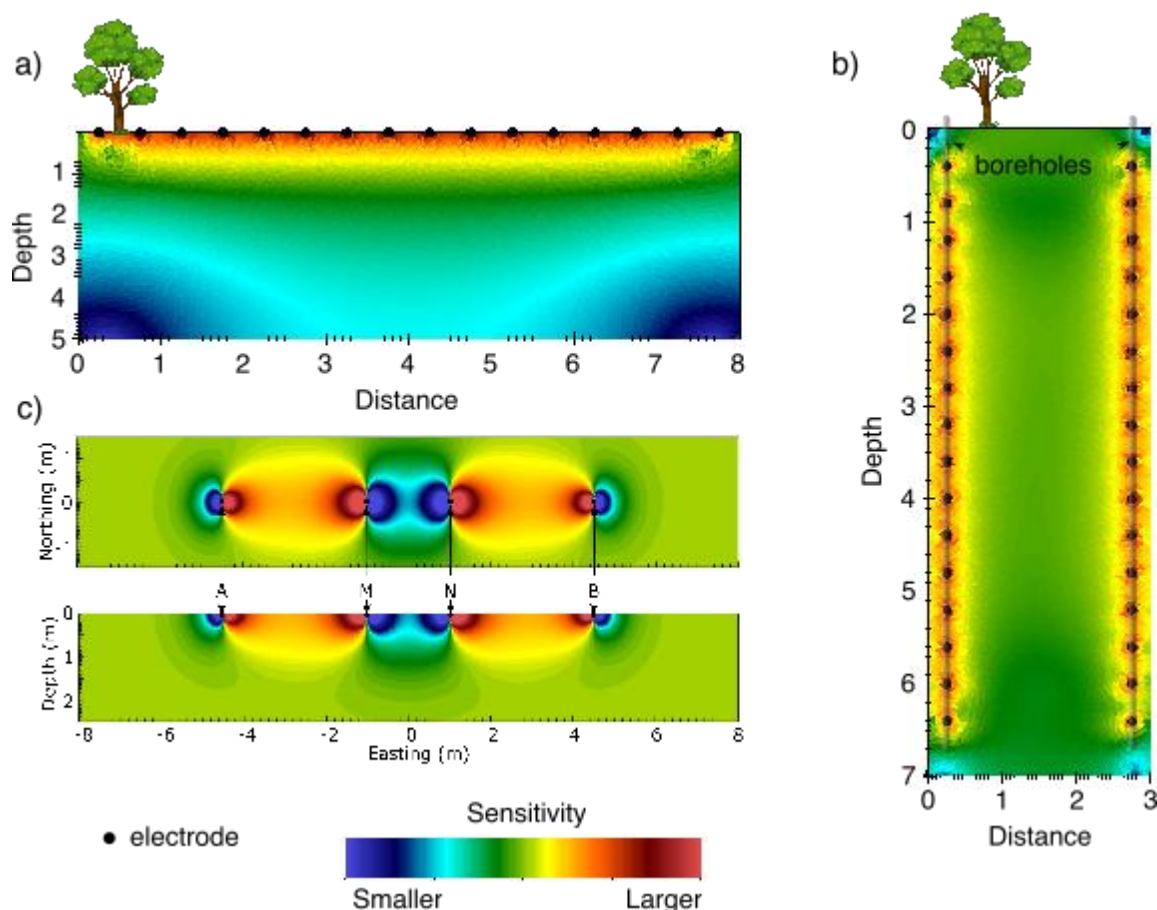 a)
Depth
1
2
3
4
5
0 1 2 3 4 5 6 7 8
Distance
b)
boreholes
Depth
0
1
2
3
4
5
6
7
0 1 2 3
Distance
c)
Northing (m)
0
A M N B
Depth (m)
0
1
2
-8 -6 -4 -2 0 2 4 6 8
Easting (m)
electrode
Sensitivity
Smaller Larger